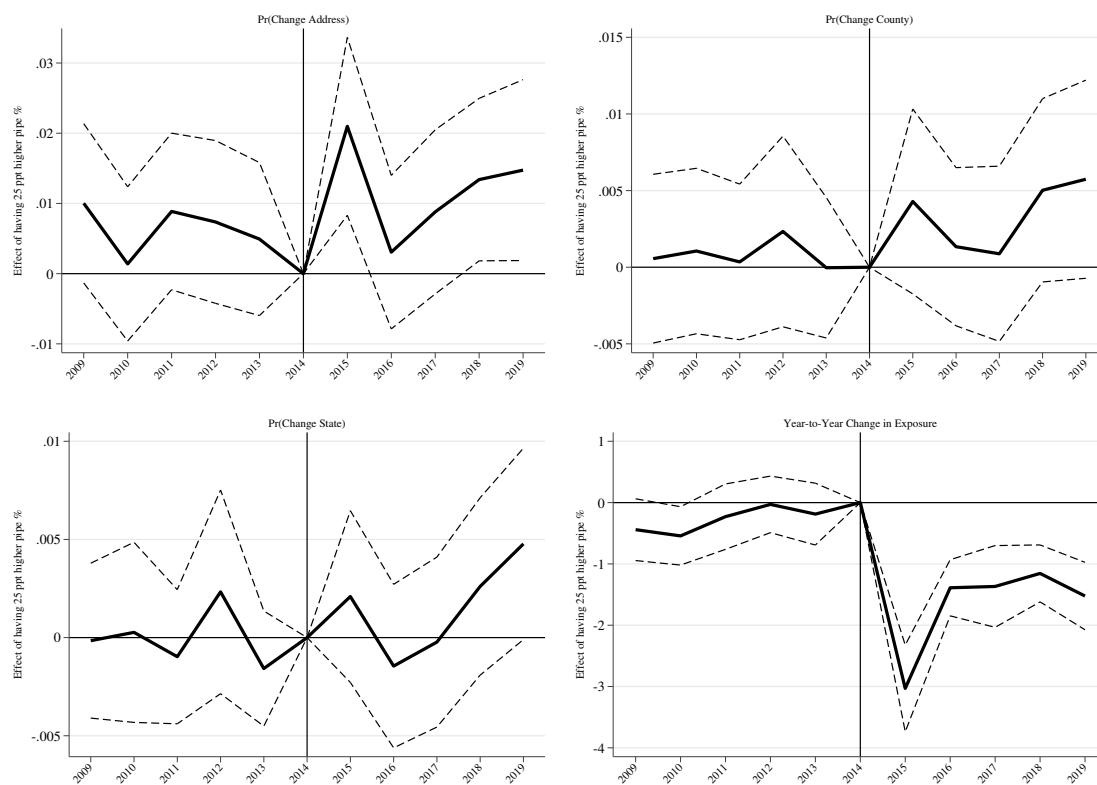 Pr(Change Address)
Effect of having 25 ppt higher pipe %
.03
.02
.01
0
-.01
2009 2010 2011 2012 2013 2014 2015 2016 2017 2018 2019
Pr(Change County)
Effect of having 25 ppt higher pipe %
.015
.01
.005
0
-.005
2009 2010 2011 2012 2013 2014 2015 2016 2017 2018 2019
Pr(Change State)
Effect of having 25 ppt higher pipe %
.01
.005
0
-.005
2009 2010 2011 2012 2013 2014 2015 2016 2017 2018 2019
Year-to-Year Change in Exposure
Effect of having 25 ppt higher pipe %
1
0
-1
-2
-3
-4
2009 2010 2011 2012 2013 2014 2015 2016 2017 2018 2019